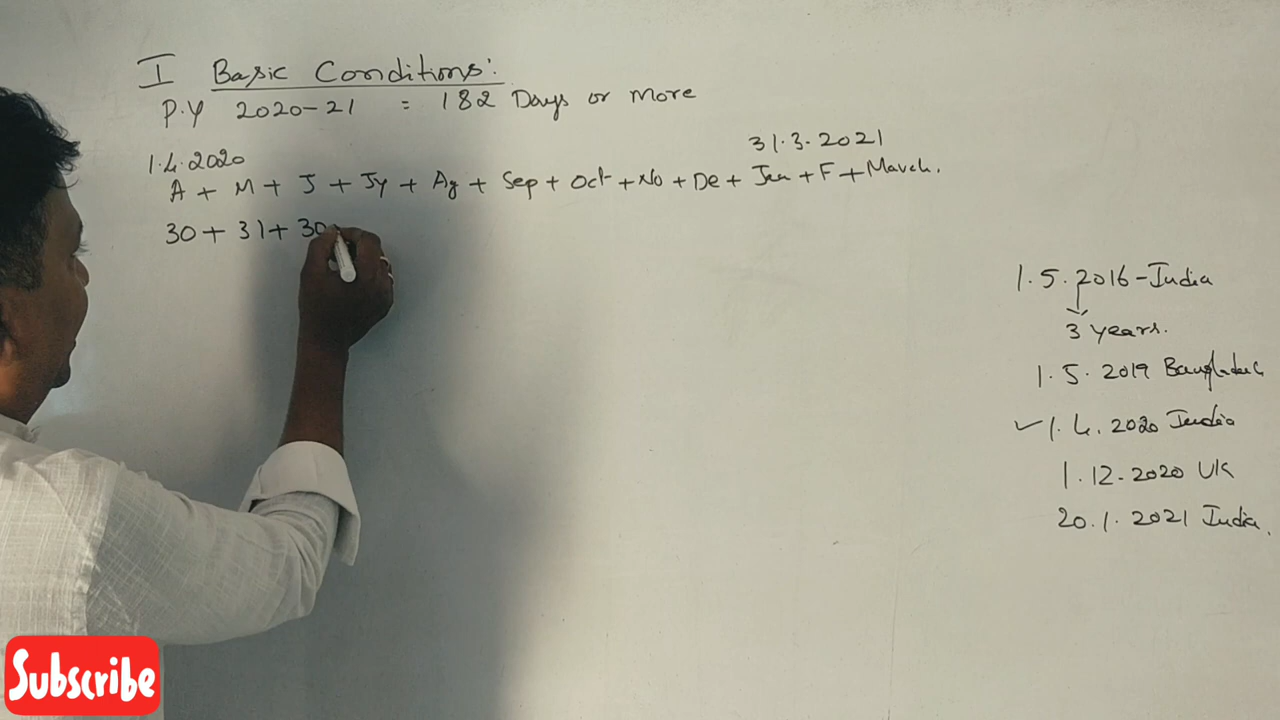 I Basic Conditions:
P.Y 2020-21 = 182 Days or More
1.4.2020
31.3.2021
A + M + J + Jy + Ag + Sep + Oct + No + De + Jan + F + March.
30 + 31 + 30
1.5.2016-India
3 years.
1.5.2019 Bangladesh
✓1.4.2020 India
1.12.2020 UK
20.1.2021 India.
Subscribe